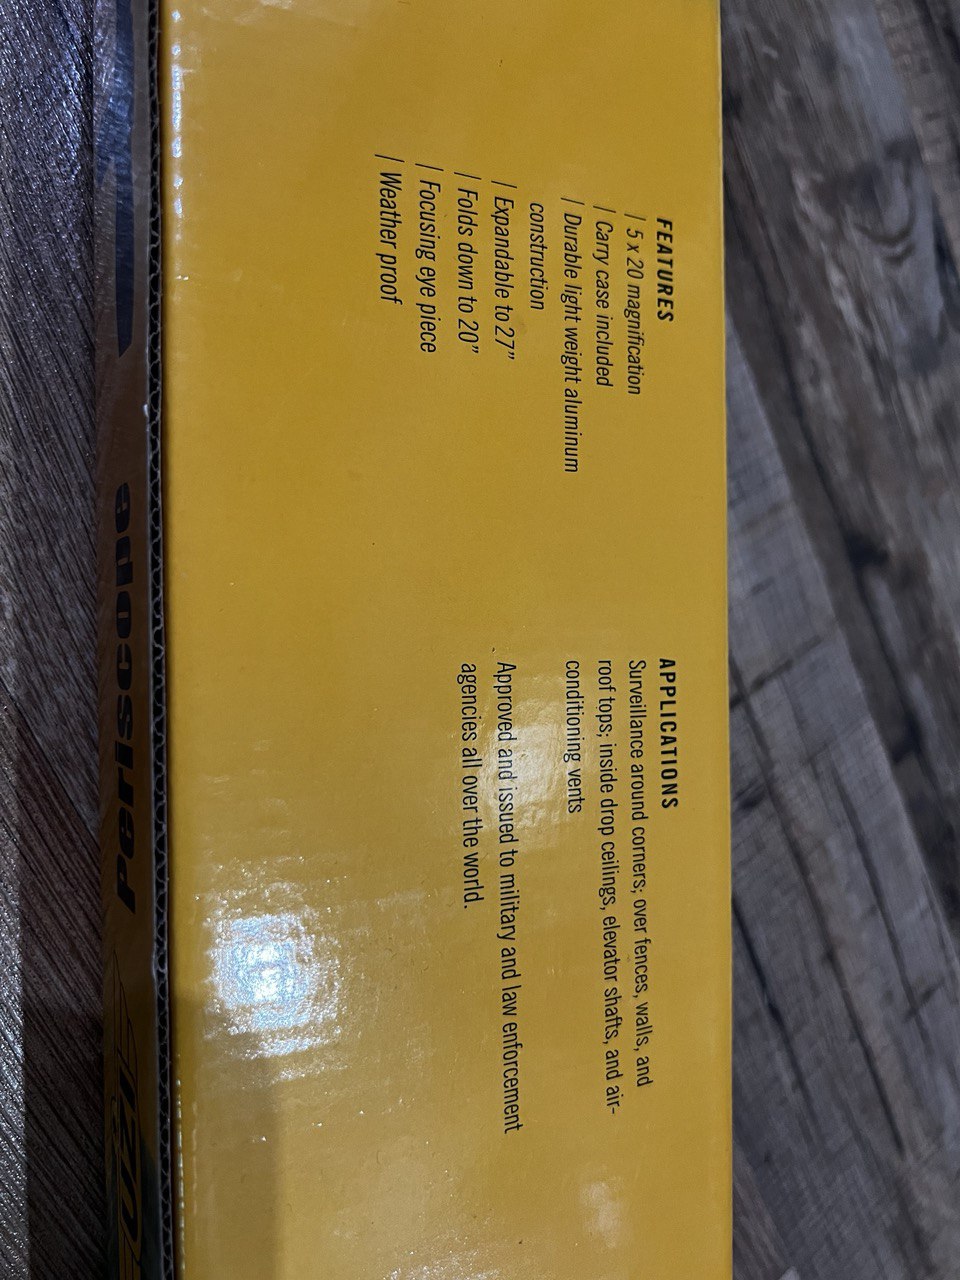 FEATURES
| 5 x 20 magnification
| Carry case included
| Durable light weight aluminum
construction
| Expandable to 27”
| Folds down to 20”
| Focusing eye piece
| Weather proof
APPLICATIONS
Surveillance around corners; over fences, walls, and
roof tops; inside drop ceilings, elevator shafts, and air-
conditioning vents
Approved and issued to military and law enforcement
agencies all over the world.
Periscope